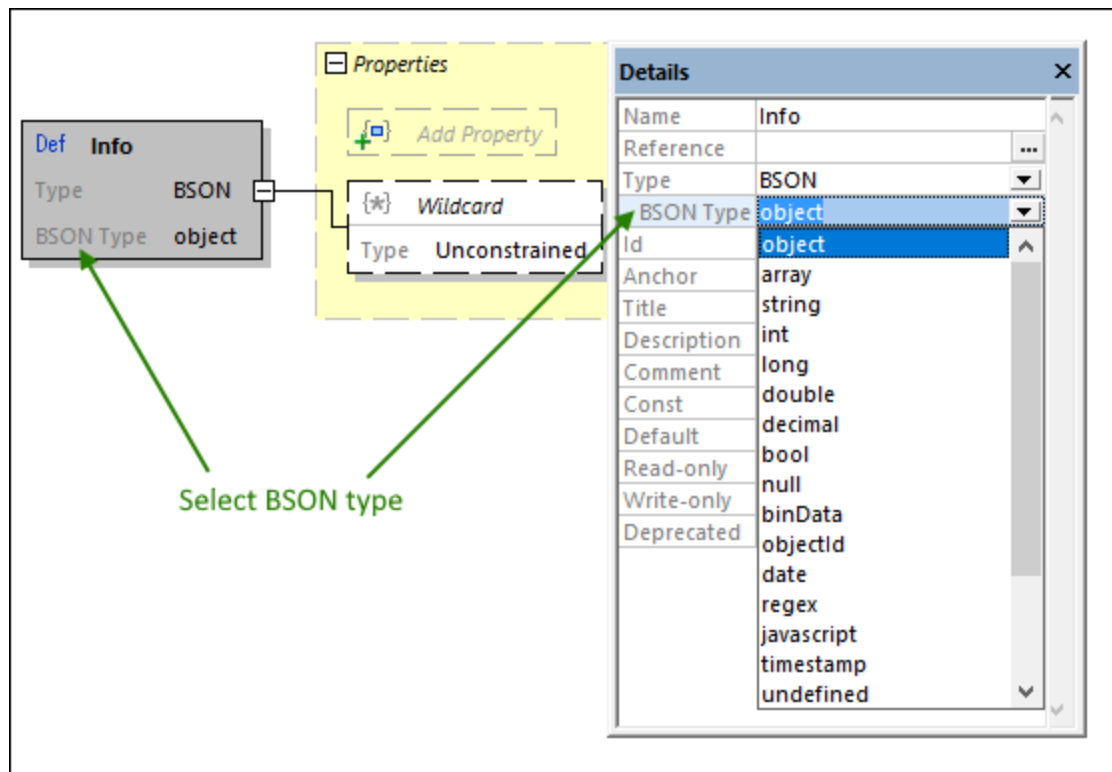 Properties
Add Property
Def Info
Type BSON
BSON Type object
{*} Wildcard
Type Unconstrained
Select BSON type
Details
Name Info
Reference ...
Type BSON
BSON Type object
Id
Anchor
Title
Description
Comment
Const
Default
Read-only
Write-only
Deprecated
object
array
string
int
long
double
decimal
bool
null
binData
objectId
date
regex
javascript
timestamp
undefined